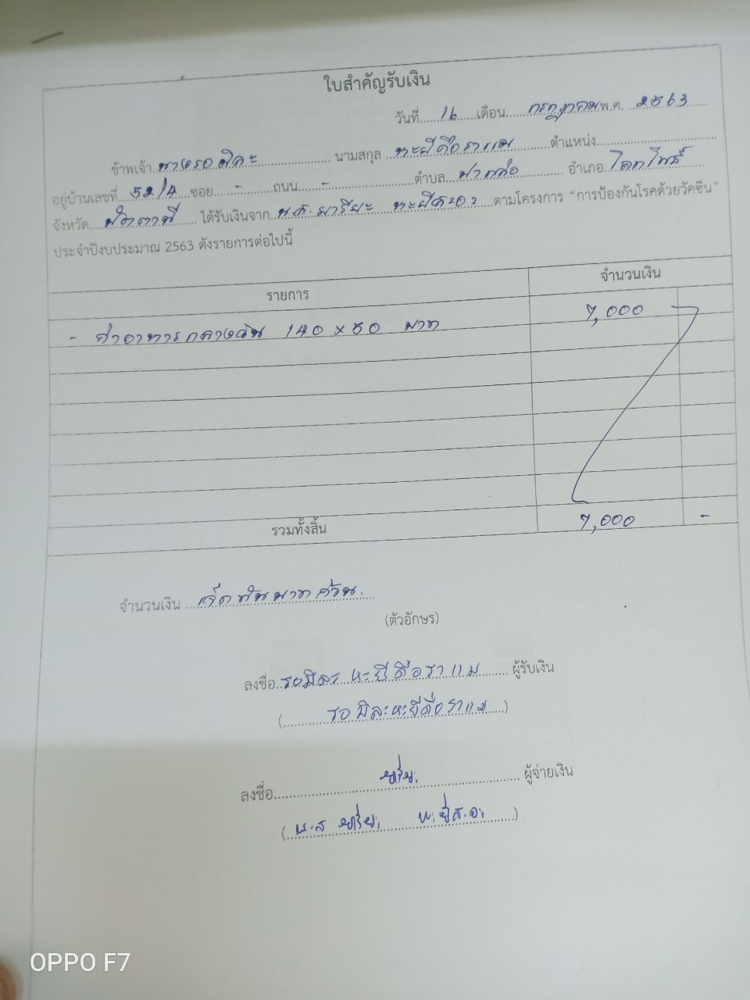 ใบสำคัญรับเงิน
วันที่ 16 เดือน กรกฎาคม พ.ศ. 2563
ข้าพเจ้า นางรอมิละ นามสกุล หะยีดือราแม ตำแหน่ง
อยู่บ้านเลขที่ 52/4 ซอย - ถนน - ตำบล ปากล่อ อำเภอ โคกโพธิ์
จังหวัด ปัตตานี ได้รับเงินจาก น.ส. มารียะ ตามโครงการ “การป้องกันโรคด้วยวัคซีน”
ประจำปีงบประมาณ 2563 ดังรายการต่อไปนี้
รายการ จำนวนเงิน
- ค่าอาหารกลางวัน 140 x 50 บาท 7,000
รวมทั้งสิ้น 7,000 -
จำนวนเงิน เจ็ดพันบาทถ้วน.
(ตัวอักษร)
ลงชื่อ รอมิละ หะยีดือราแม ผู้รับเงิน
( รอมิละ หะยีดือราแม )
ลงชื่อ ผู้จ่ายเงิน
( น.ส )
OPPO F7